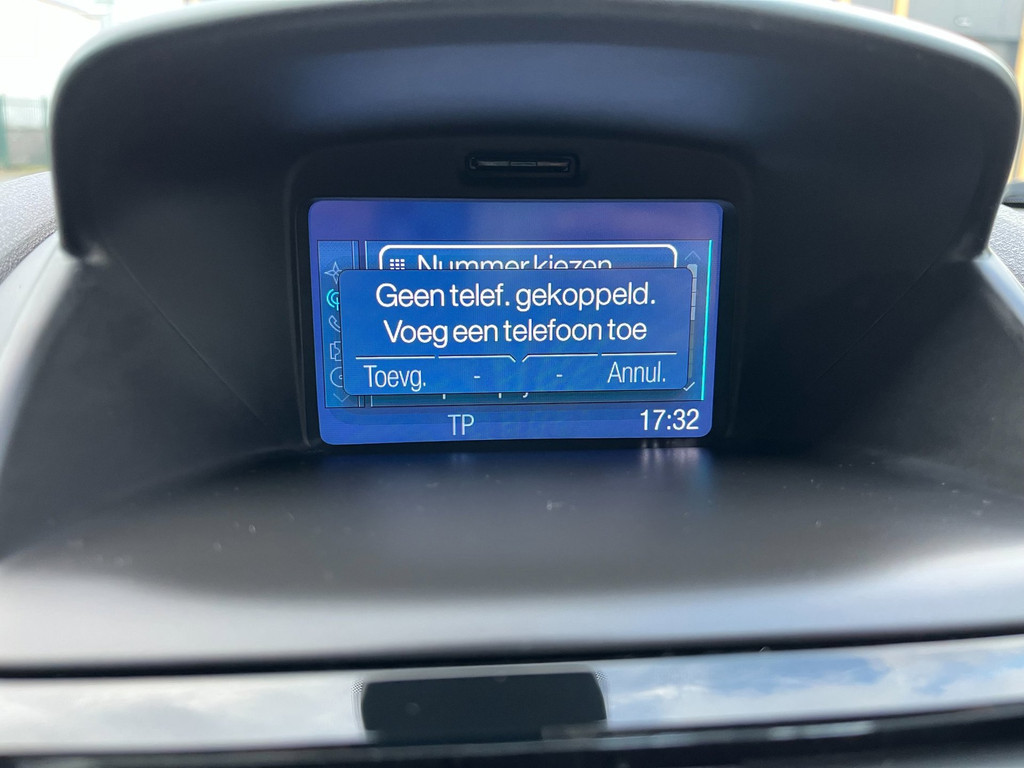 Nummer kiezen
Geen telef. gekoppeld.
Voeg een telefoon toe
Toevg. - - Annul.
TP 17:32